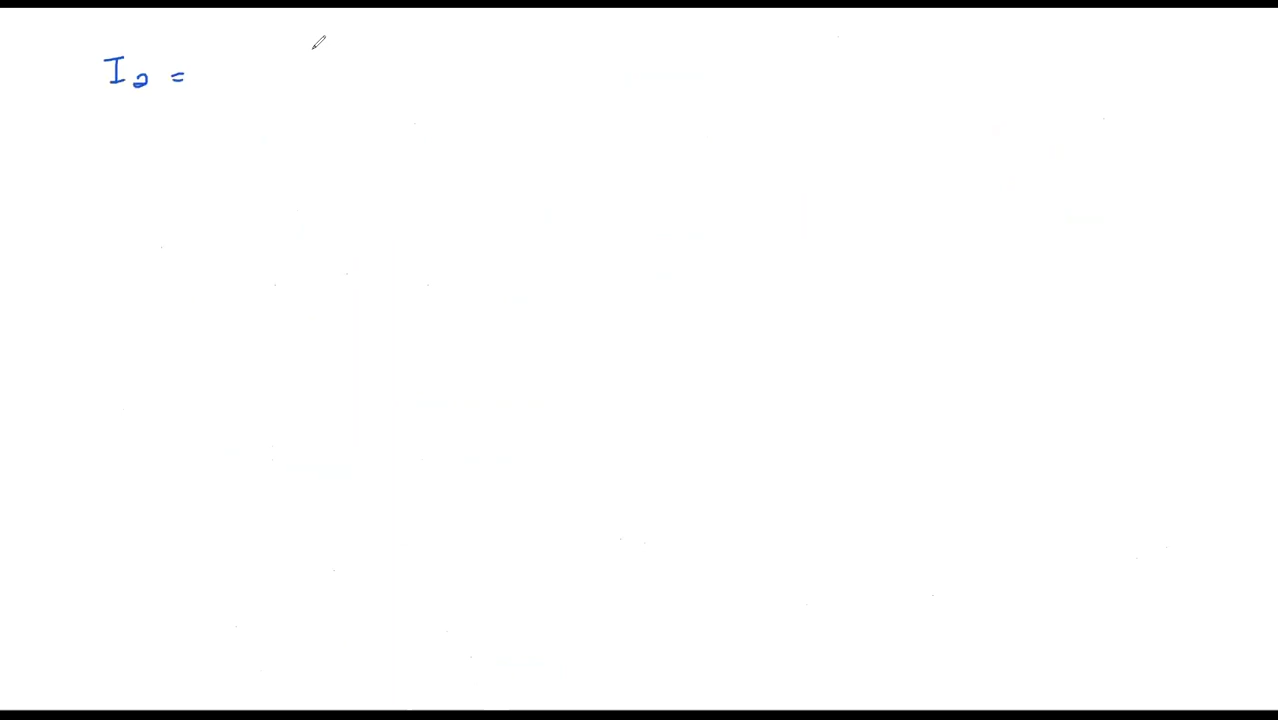 I₂ =